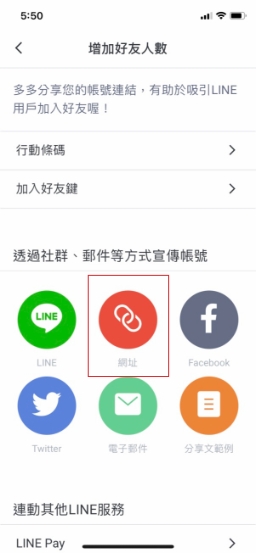 5:50
增加好友人數
多多分享您的帳號連結，有助於吸引LINE
用戶加入好友喔！
行動條碼
加入好友鍵
透過社群、郵件等方式宣傳帳號
LINE
LINE
網址
Facebook
Twitter
電子郵件
分享文範例
連動其他LINE服務
LINE Pay